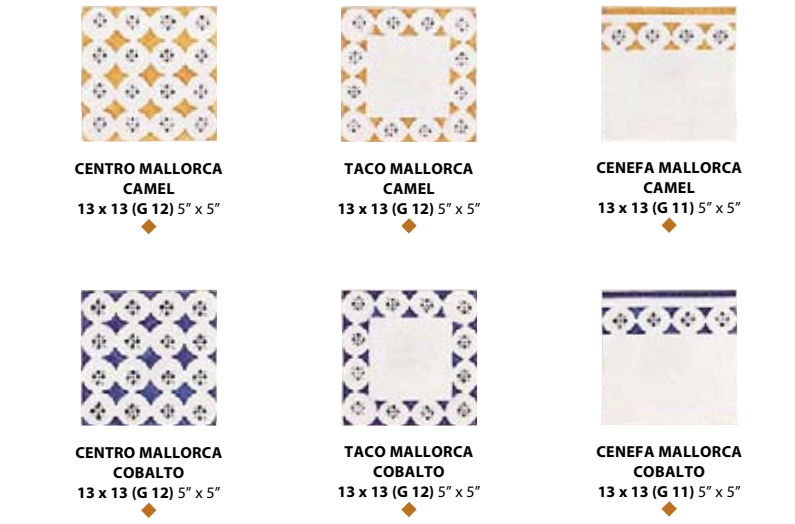 CENTRO MALLORCA
CAMEL
13 x 13 (G 12) 5” x 5”
TACO MALLORCA
CAMEL
13 x 13 (G 12) 5” x 5”
CENEFA MALLORCA
CAMEL
13 x 13 (G 11) 5” x 5”
CENTRO MALLORCA
COBALTO
13 x 13 (G 12) 5” x 5”
TACO MALLORCA
COBALTO
13 x 13 (G 12) 5” x 5”
CENEFA MALLORCA
COBALTO
13 x 13 (G 11) 5” x 5”